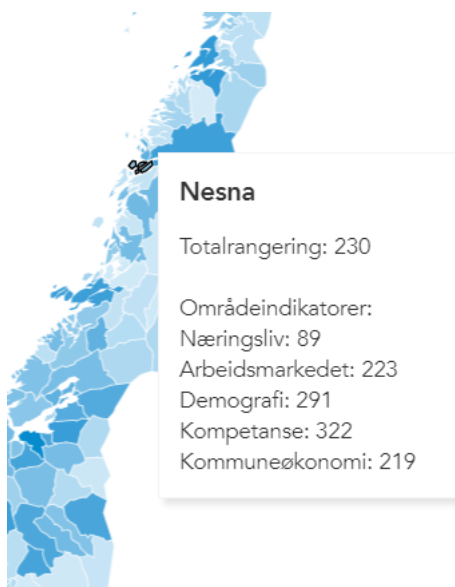 Nesna
Totalrangering: 230
Områdeindikatorer:
Næringsliv: 89
Arbeidsmarkedet: 223
Demografi: 291
Kompetanse: 322
Kommuneøkonomi: 219